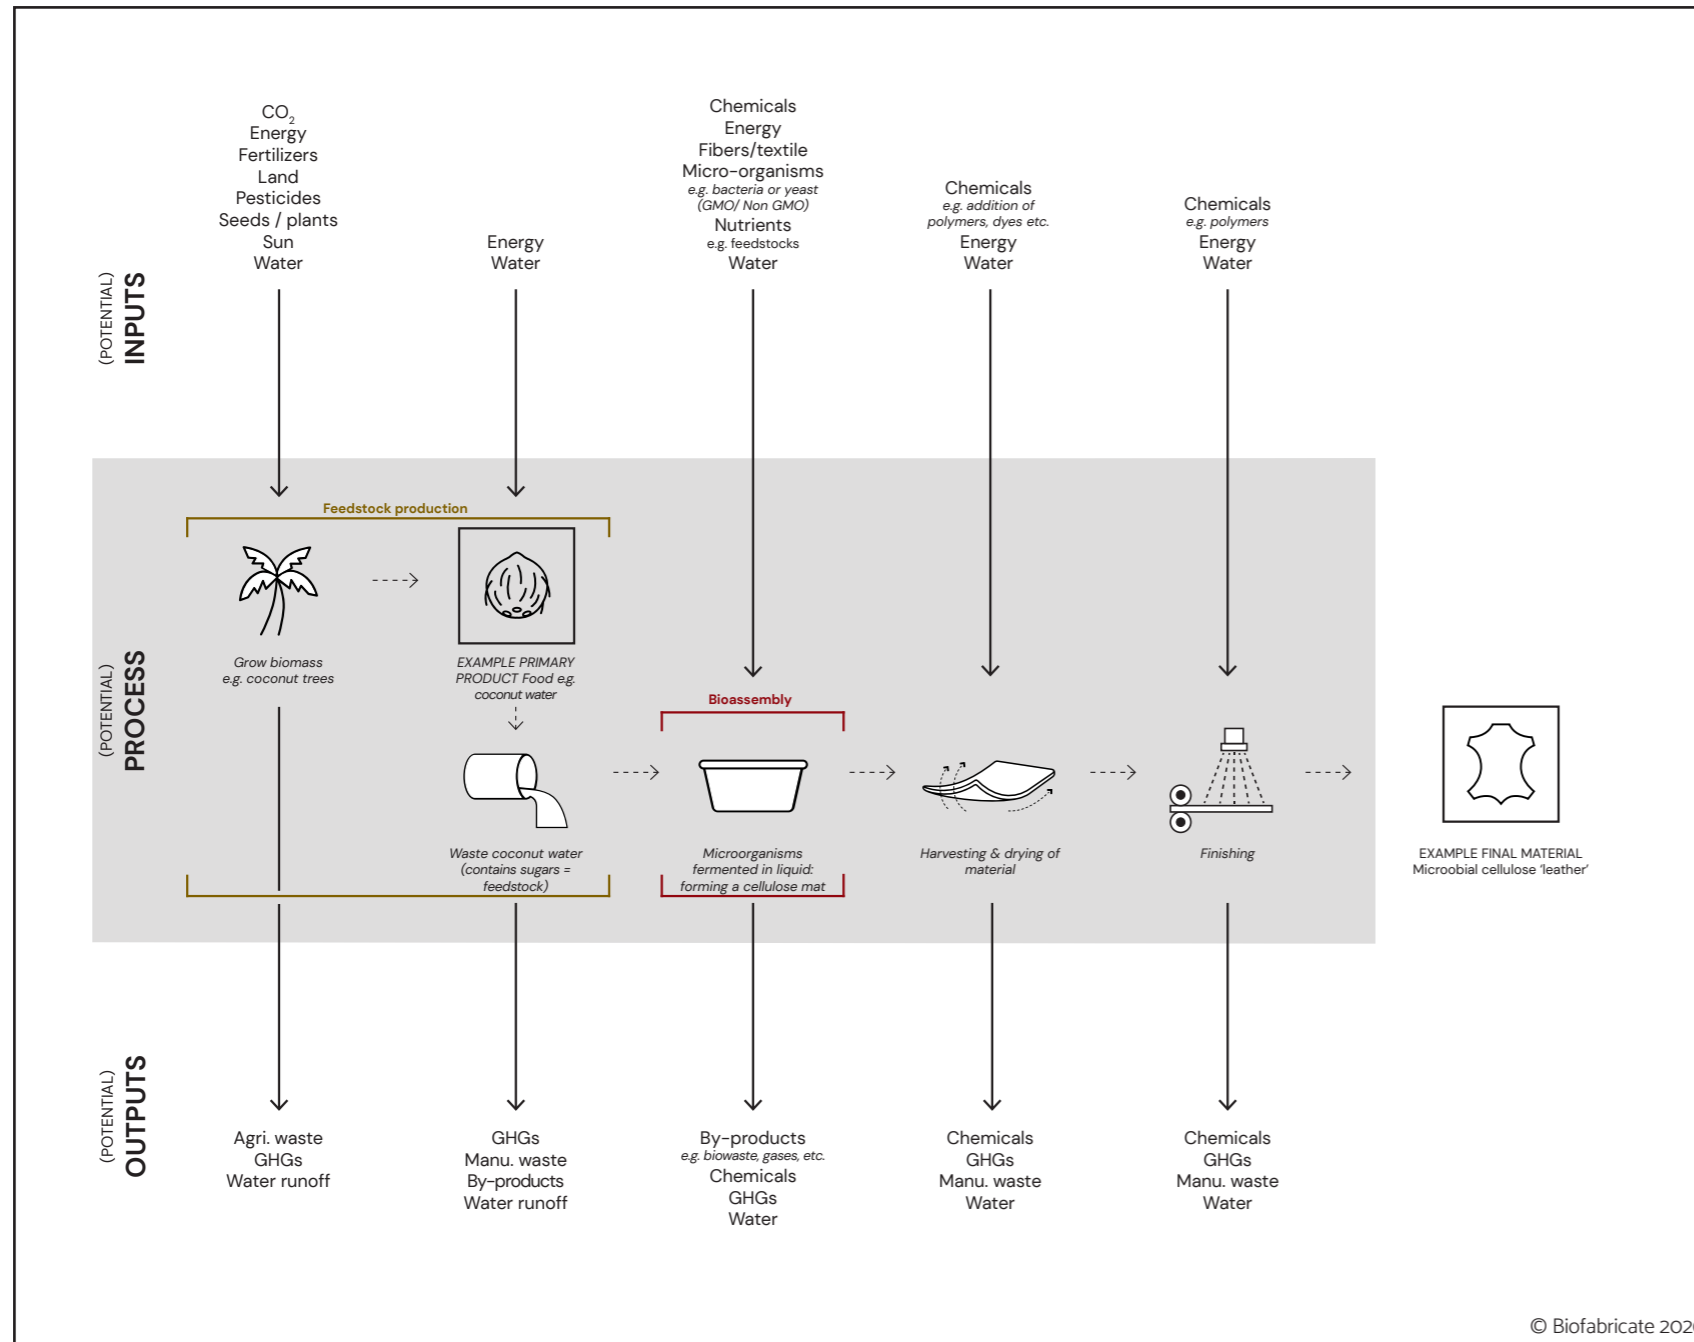 CO₂
Energy
Fertilizers
Land
Pesticides
Seeds / plants
Sun
Water
Energy
Water
Chemicals
Energy
Fibers/textile
Micro-organisms
e.g. bacteria or yeast
(GMO/ Non GMO)
Nutrients
e.g. feedstocks
Water
Chemicals
e.g. addition of
polymers, dyes etc.
Energy
Water
Chemicals
e.g. polymers
Energy
Water
(POTENTIAL)
INPUTS
(POTENTIAL)
PROCESS
Feedstock production
Grow biomass
e.g. coconut trees
EXAMPLE PRIMARY
PRODUCT Food e.g.
coconut water
Waste coconut water
(contains sugars =
feedstock)
Bioassembly
Microorganisms
fermented in liquid:
forming a cellulose mat
Harvesting & drying of
material
Finishing
EXAMPLE FINAL MATERIAL
Microbial cellulose ‘leather’
(POTENTIAL)
OUTPUTS
Agri. waste
GHGs
Water runoff
GHGs
Manu. waste
By-products
Water runoff
By-products
e.g. biowaste, gases, etc.
Chemicals
GHGs
Water
Chemicals
GHGs
Manu. waste
Water
Chemicals
GHGs
Manu. waste
Water
© Biofabricate